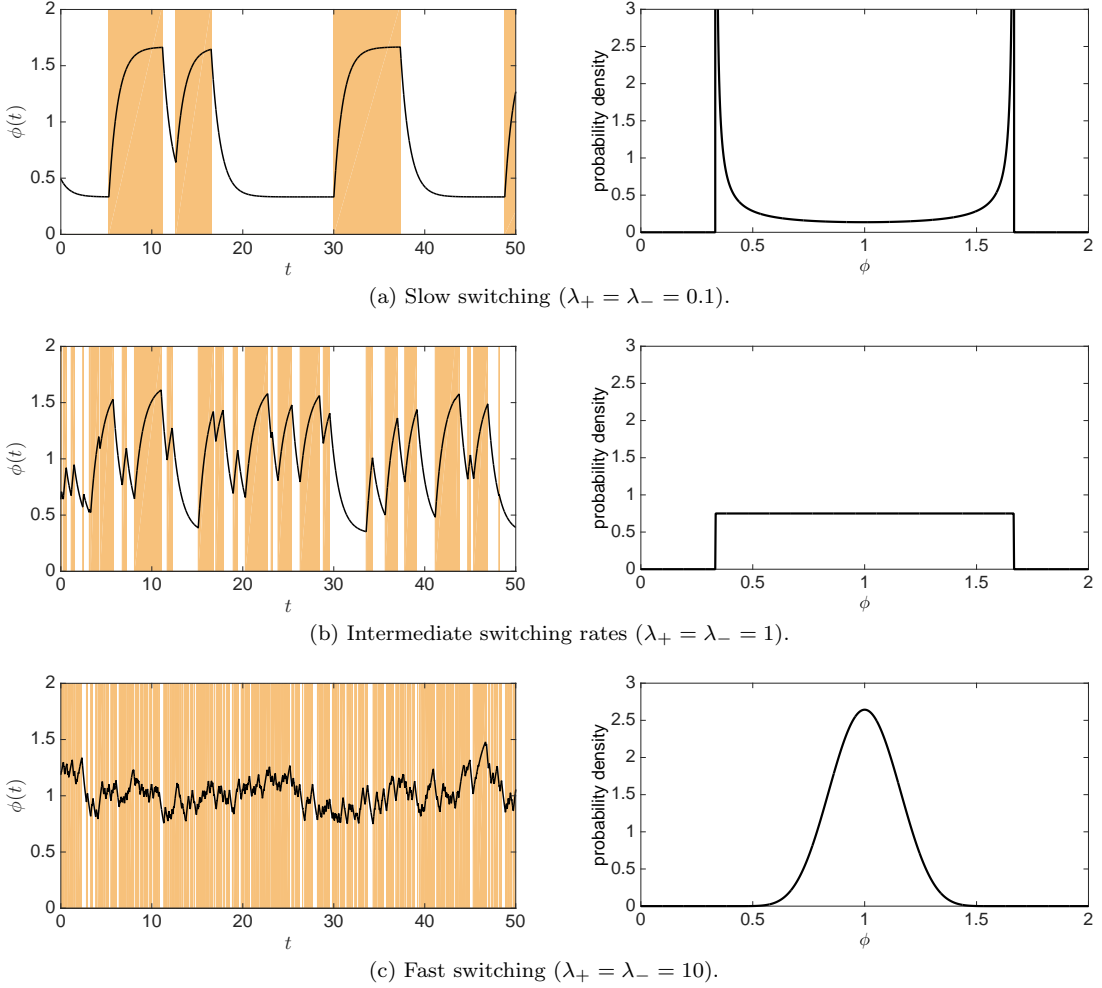 2
1.5
1
0.5
0
ϕ(t)
0 10 20 30 40 50
t
3
2.5
2
1.5
1
0.5
0
probability density
0 0.5 1 1.5 2
ϕ
(a) Slow switching (λ+ = λ− = 0.1).
2
1.5
1
0.5
0
ϕ(t)
0 10 20 30 40 50
t
3
2.5
2
1.5
1
0.5
0
probability density
0 0.5 1 1.5 2
ϕ
(b) Intermediate switching rates (λ+ = λ− = 1).
2
1.5
1
0.5
0
ϕ(t)
0 10 20 30 40 50
t
3
2.5
2
1.5
1
0.5
0
probability density
0 0.5 1 1.5 2
ϕ
(c) Fast switching (λ+ = λ− = 10).